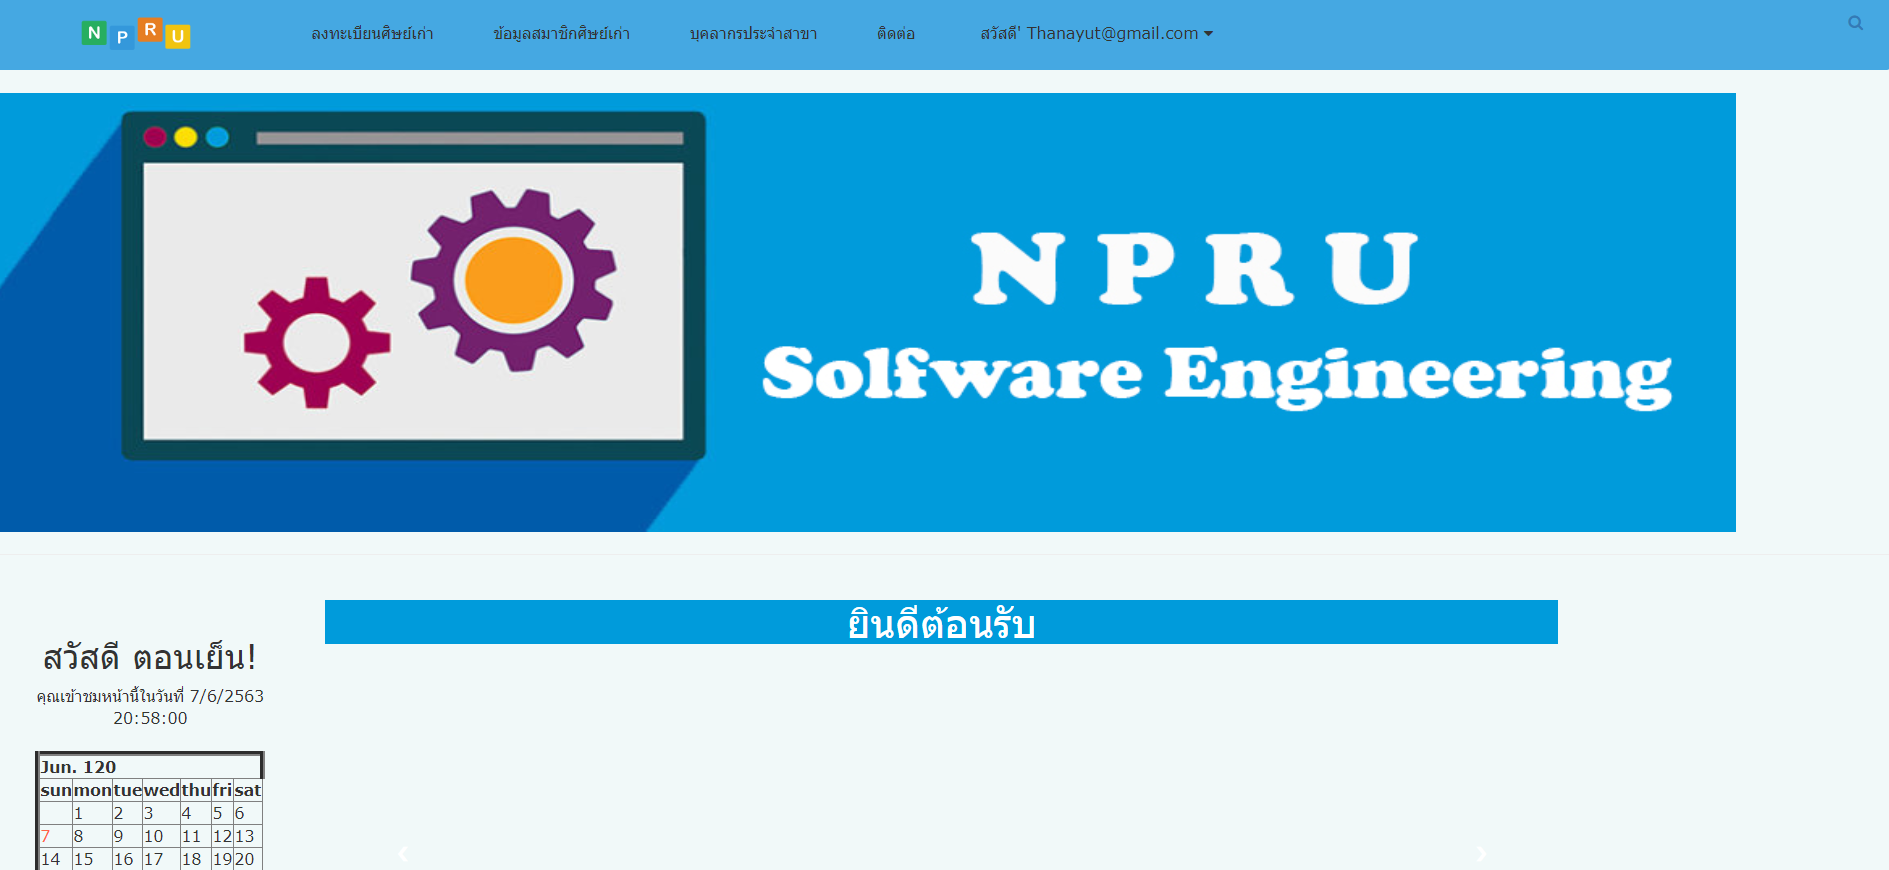 N P R U
ลงทะเบียนศิษย์เก่า ข้อมูลสมาชิกศิษย์เก่า บุคลากรประจำสาขา ติดต่อ สวัสดี' Thanayut@gmail.com
N P R U
Solfware Engineering
ยินดีต้อนรับ
สวัสดี ตอนเย็น!
คุณเข้าชมหน้านี้ในวันที่ 7/6/2563
20:58:00
Jun. 120
sun mon tue wed thu fri sat
1 2 3 4 5 6
7 8 9 10 11 12 13
14 15 16 17 18 19 20